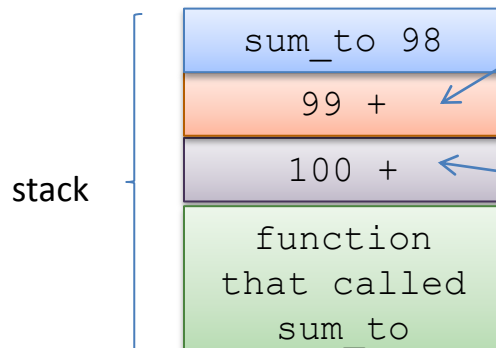 sum_to 98
99 +
100 +
stack
function
that called
sum_to